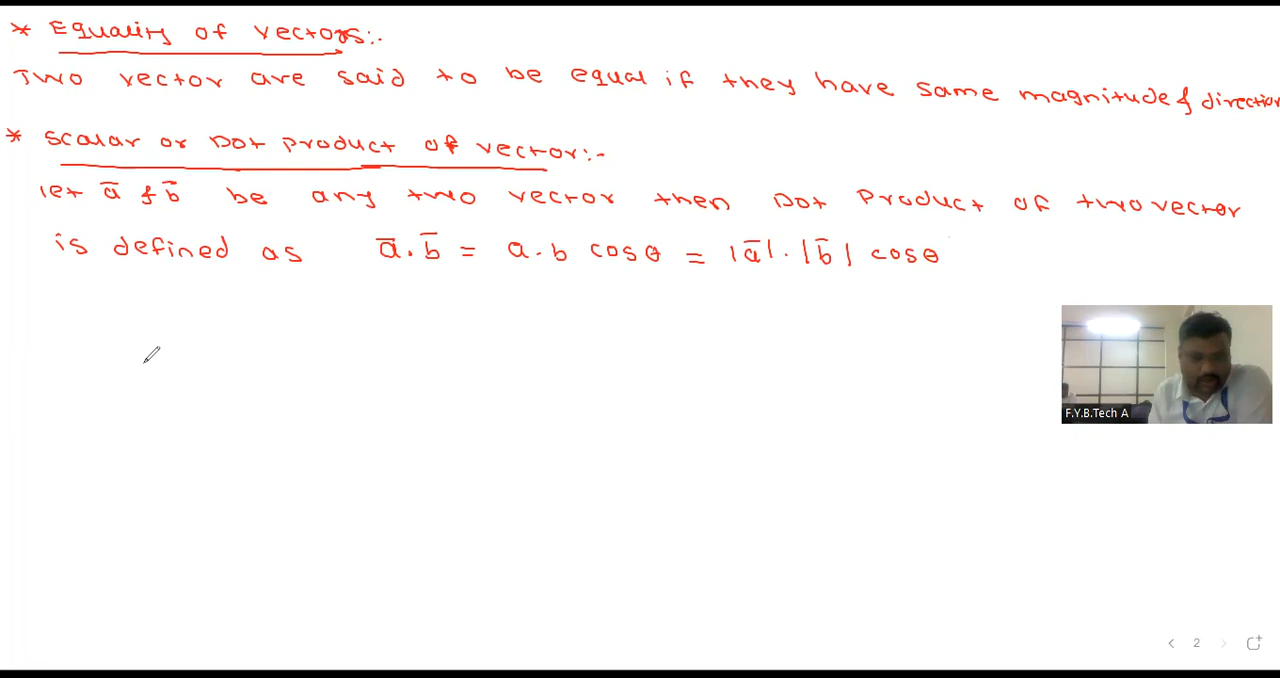 * Equality of vectors:-
Two vector are said to be equal if they have same magnitude & direction
* scalar or Dot product of vector:-
let a̅ & b̅ be any two vector then Dot Product of two vector
is defined as a̅.b̅ = a.b cosθ = |a̅|.|b̅| cosθ
F.Y.B.Tech A
< 2 >